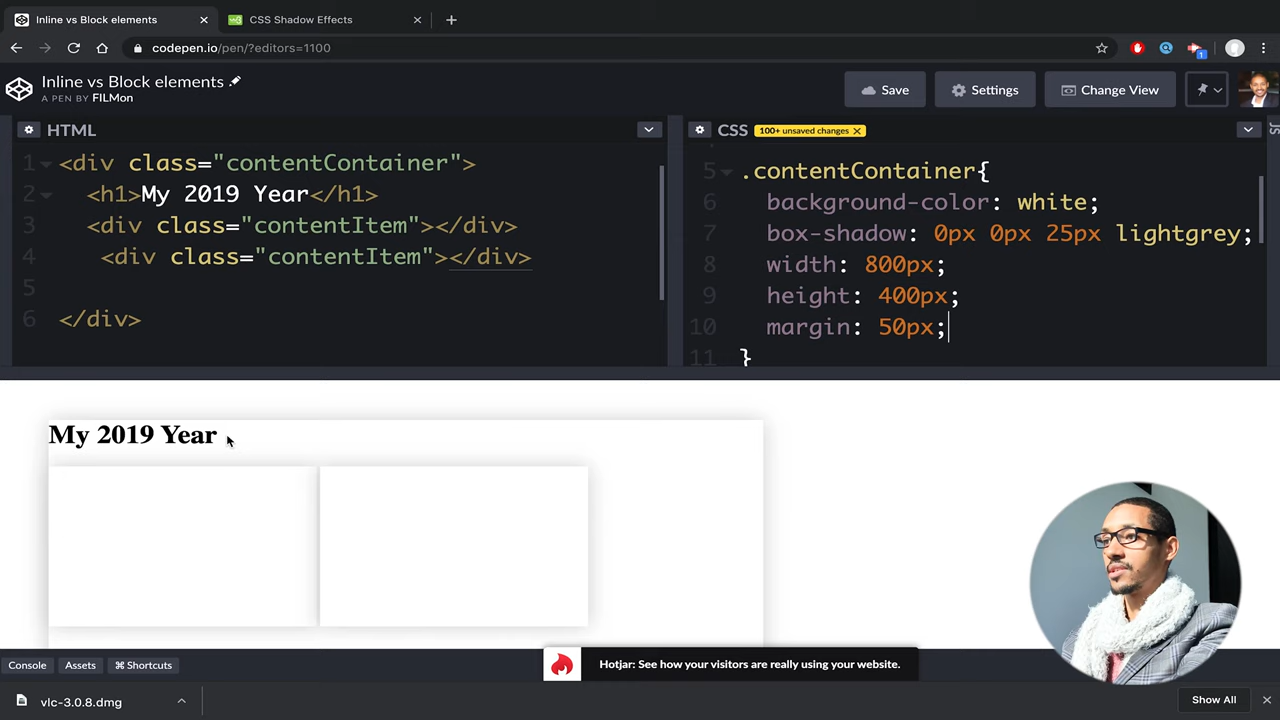 Inline vs Block elements
CSS Shadow Effects
codepen.io/pen/?editors=1100
1
Inline vs Block elements
A PEN BY FILMon
Save
Settings
Change View
HTML
1 <div class="contentContainer">
2 <h1>My 2019 Year</h1>
3 <div class="contentItem"></div>
4 <div class="contentItem"></div>
5
6 </div>
CSS 100+ unsaved changes
5 .contentContainer{
6 background-color: white;
7 box-shadow: 0px 0px 25px lightgrey;
8 width: 800px;
9 height: 400px;
10 margin: 50px;
11 }
JS
My 2019 Year
Console Assets ⌘ Shortcuts
Hotjar: See how your visitors are really using your website.
vlc-3.0.8.dmg
Show All